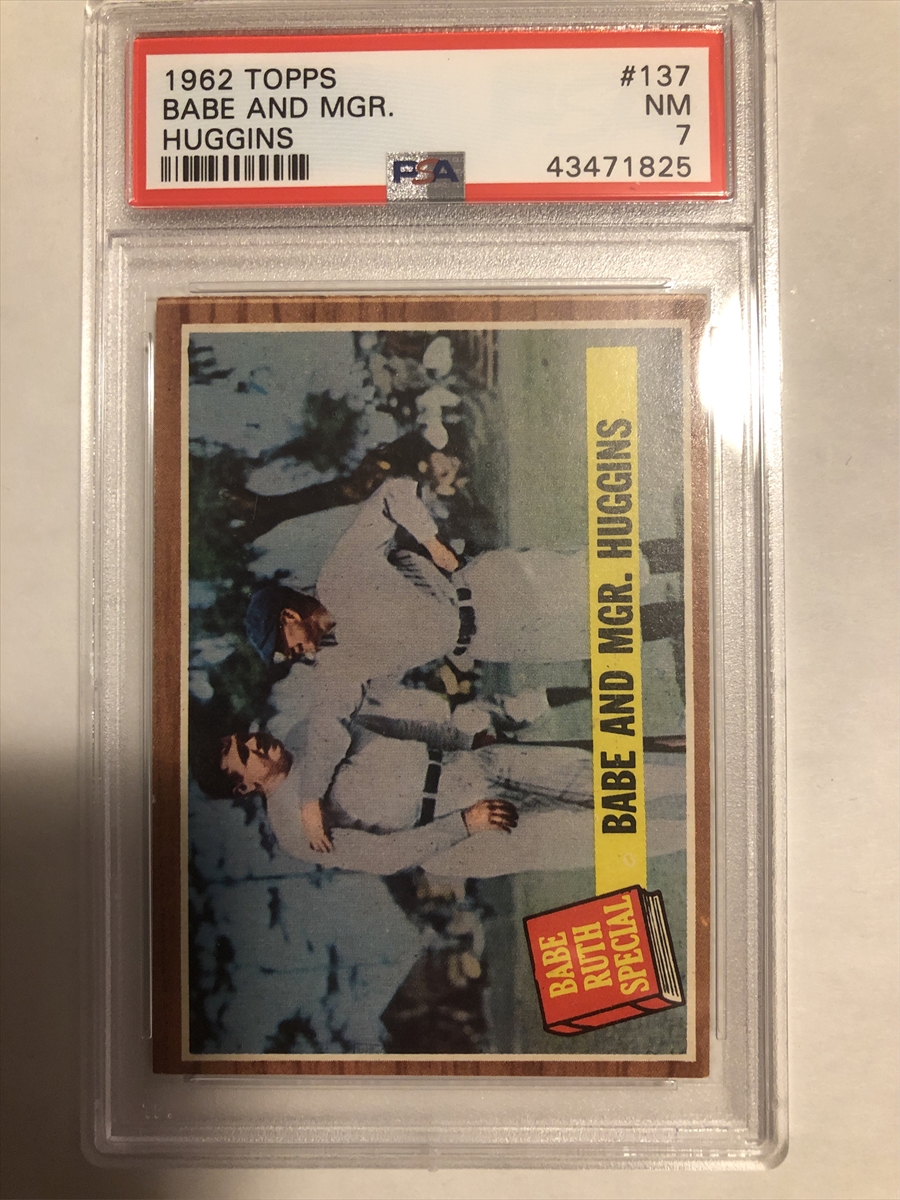 1962 TOPPS #137
BABE AND MGR. NM
HUGGINS 7
PSA 43471825
BABE AND MGR. HUGGINS
BABE
RUTH
SPECIAL